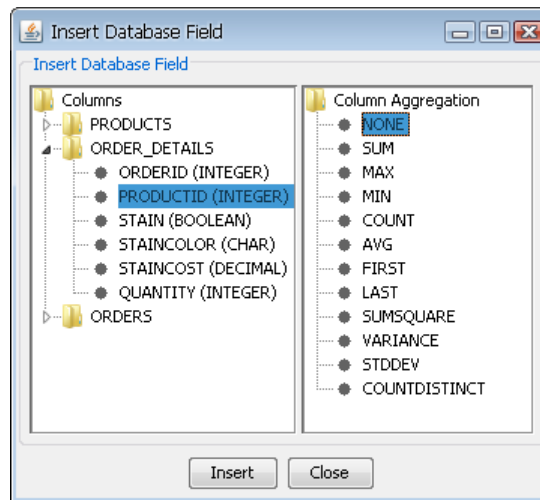 Insert Database Field
Insert Database Field
Columns
PRODUCTS
ORDER_DETAILS
ORDERID (INTEGER)
PRODUCTID (INTEGER)
STAIN (BOOLEAN)
STAINCOLOR (CHAR)
STAINCOST (DECIMAL)
QUANTITY (INTEGER)
ORDERS
Column Aggregation
NONE
SUM
MAX
MIN
COUNT
AVG
FIRST
LAST
SUMSQUARE
VARIANCE
STDDEV
COUNTDISTINCT
Insert
Close